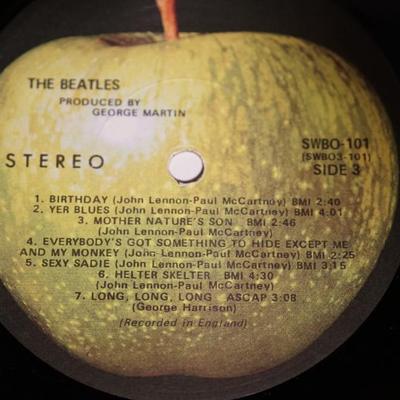 THE BEATLES
PRODUCED BY
GEORGE MARTIN
STEREO
SWBO-101
(SWBO3-101)
SIDE 3
1. BIRTHDAY (John Lennon-Paul McCartney) BMI 2:40
2. YER BLUES (John Lennon-Paul McCartney) BMI 4:01
3. MOTHER NATURE'S SON BMI 2:46
(John Lennon-Paul McCartney)
4. EVERYBODY'S GOT SOMETHING TO HIDE EXCEPT ME
AND MY MONKEY (John Lennon-Paul McCartney) BMI 2:25
5. SEXY SADIE (John Lennon-Paul McCartney) BMI 3:15
6. HELTER SKELTER BMI 4:30
(John Lennon-Paul McCartney)
7. LONG, LONG, LONG ASCAP 3:08
(George Harrison)
(Recorded in England)